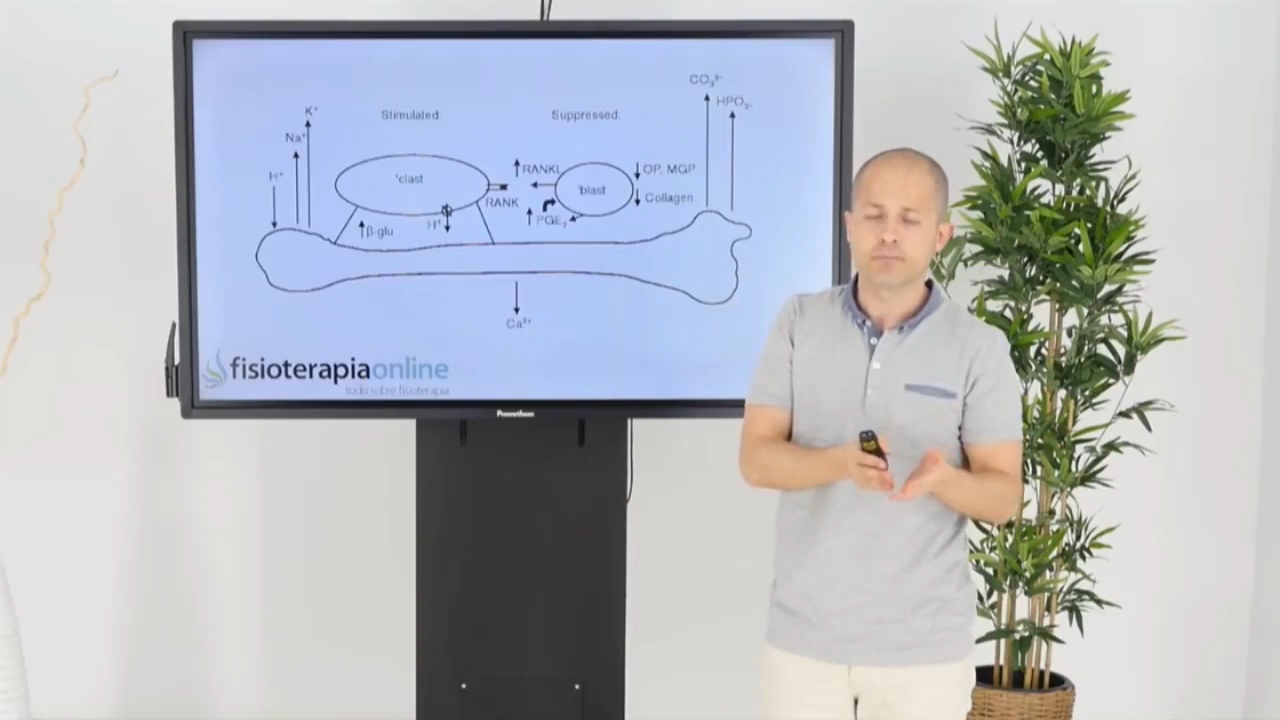 CO₃²⁻
K⁺
HPO₃-
Stimulated
Suppressed
Na⁺
H⁺
'clast
RANKL
'blast
OP, MGP
RANK
Collagen
β-glu
H⁺
PGE₂
Ca²⁺
fisioterapiaonline
todo sobre fisioterapia
Promethean